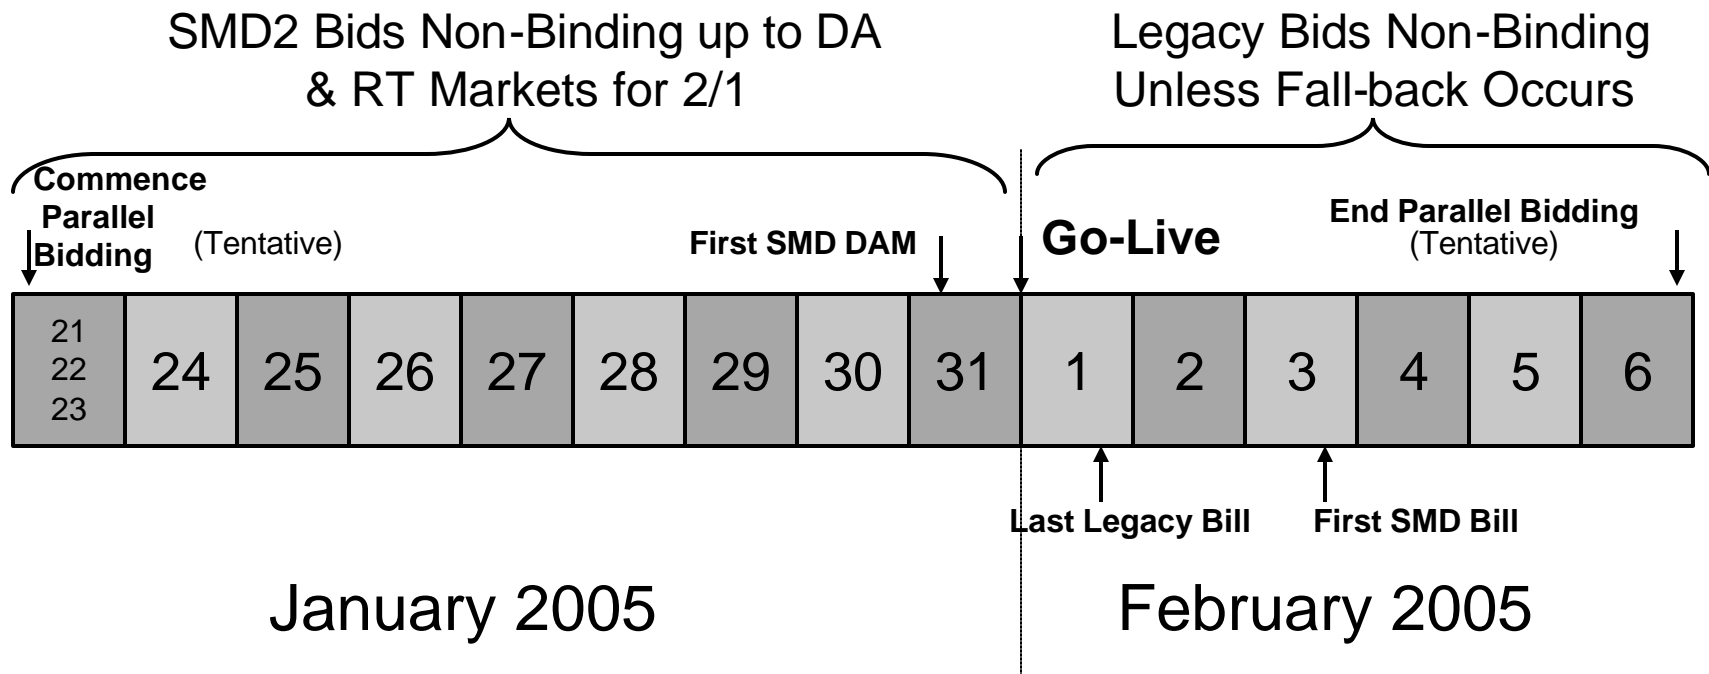 SMD2 Bids Non-Binding up to DA
& RT Markets for 2/1
Legacy Bids Non-Binding
Unless Fall-back Occurs
Commence
Parallel
Bidding
(Tentative)
First SMD DAM
Go-Live
End Parallel Bidding
(Tentative)
21
22
23
24 25 26 27 28 29 30 31 1 2 3 4 5 6
Last Legacy Bill
First SMD Bill
January 2005
February 2005